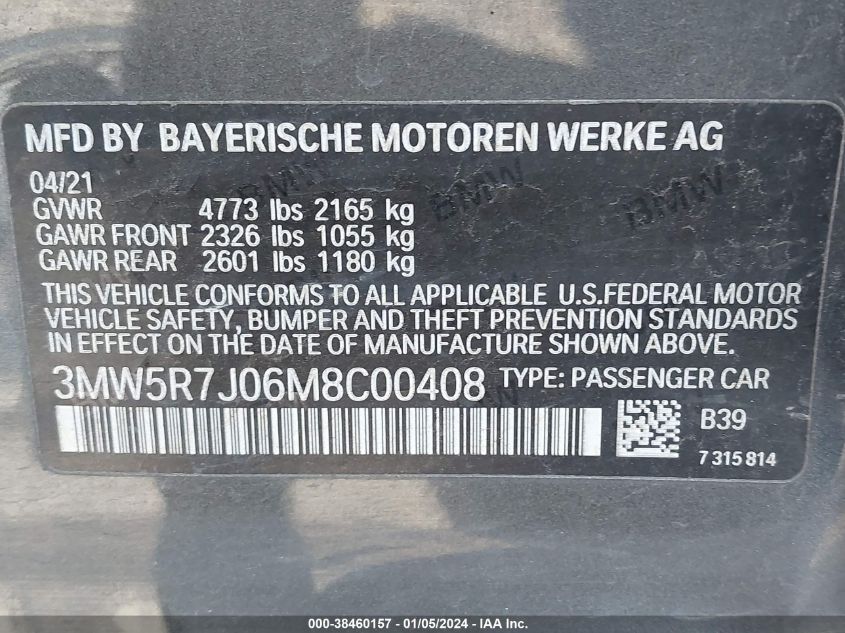 MFD BY BAYERISCHE MOTOREN WERKE AG
04/21
GVWR 4773 lbs 2165 kg
GAWR FRONT 2326 lbs 1055 kg
GAWR REAR 2601 lbs 1180 kg
THIS VEHICLE CONFORMS TO ALL APPLICABLE U.S.FEDERAL MOTOR
VEHICLE SAFETY, BUMPER AND THEFT PREVENTION STANDARDS
IN EFFECT ON THE DATE OF MANUFACTURE SHOWN ABOVE.
3MW5R7J06M8C00408 TYPE: PASSENGER CAR
B39
7 315 814
BMW BMW BMW
000-38460157 - 01/05/2024 - IAA Inc.